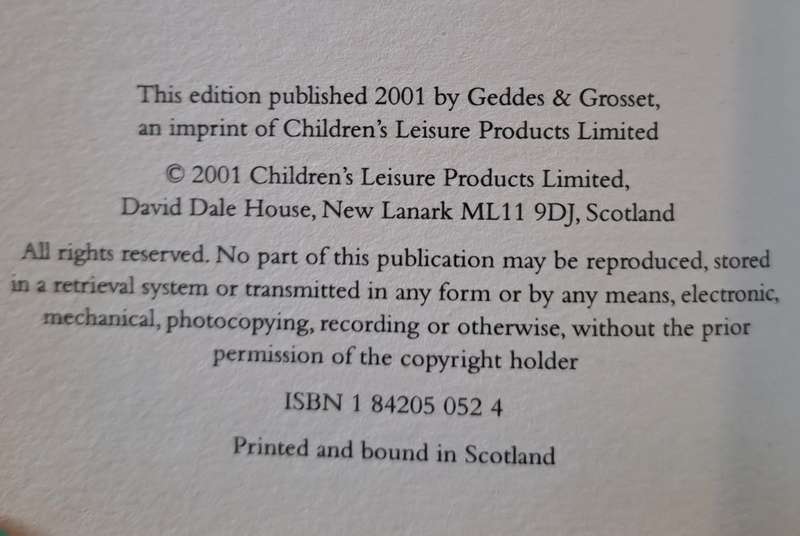 This edition published 2001 by Geddes & Grosset,
an imprint of Children's Leisure Products Limited
© 2001 Children's Leisure Products Limited,
David Dale House, New Lanark ML11 9DJ, Scotland
All rights reserved. No part of this publication may be reproduced, stored
in a retrieval system or transmitted in any form or by any means, electronic,
mechanical, photocopying, recording or otherwise, without the prior
permission of the copyright holder
ISBN 1 84205 052 4
Printed and bound in Scotland